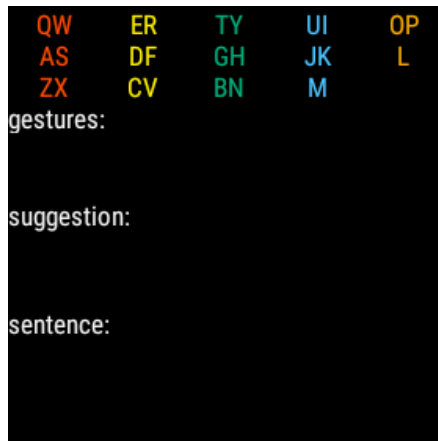 QW ER TY UI OP
AS DF GH JK L
ZX CV BN M
gestures:
suggestion:
sentence: